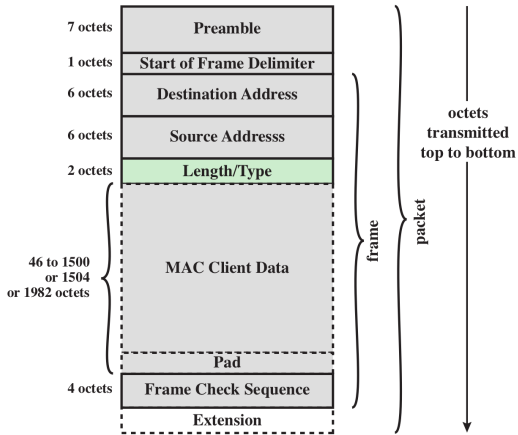 7 octets
Preamble
1 octets
Start of Frame Delimiter
6 octets
Destination Address
6 octets
Source Addresss
2 octets
Length/Type
46 to 1500
or 1504
or 1982 octets
MAC Client Data
Pad
4 octets
Frame Check Sequence
Extension
frame
packet
octets
transmitted
top to bottom